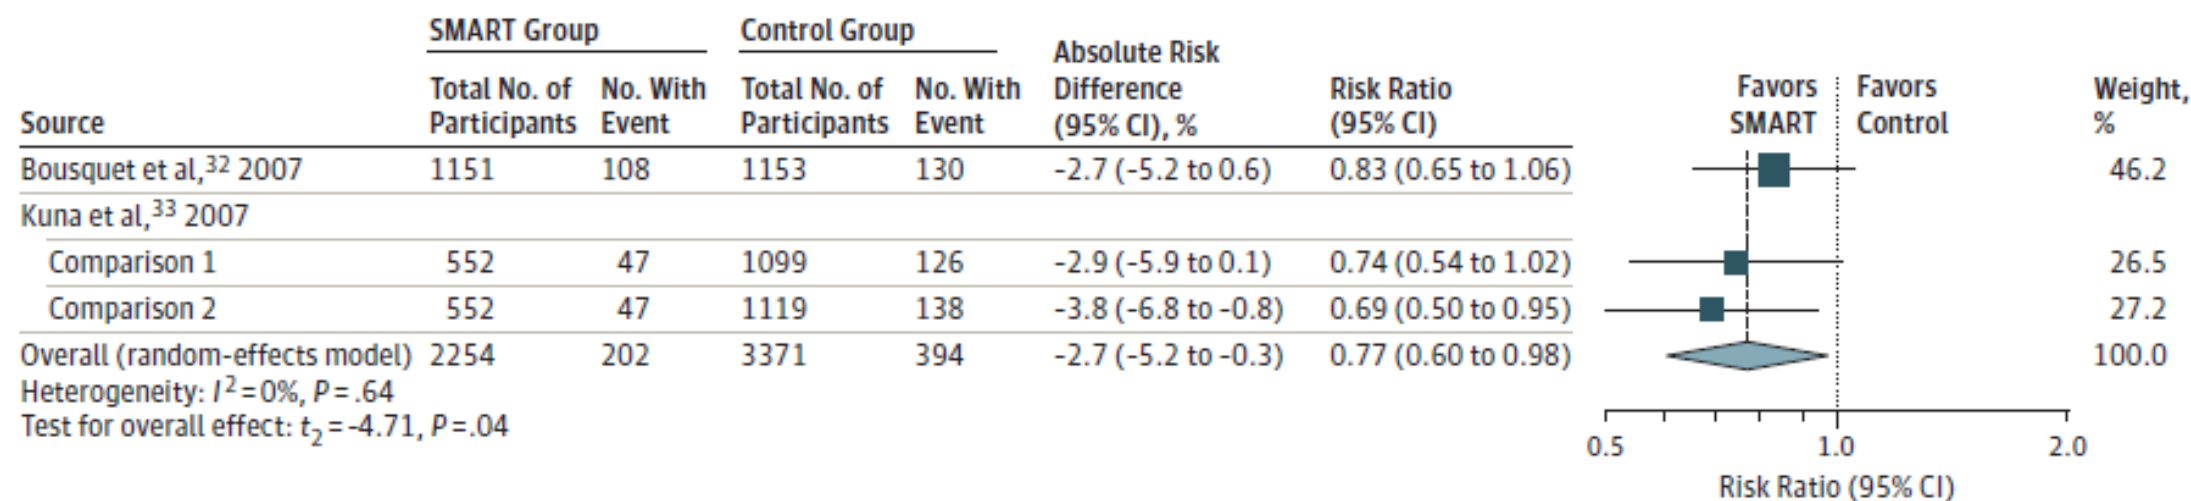 SMART Group Control Group
Absolute Risk
Total No. of No. With Total No. of No. With Difference Risk Ratio Favors Favors Weight,
Source Participants Event Participants Event (95% CI), % (95% CI) SMART Control %
Bousquet et al,32 2007 1151 108 1153 130 -2.7 (-5.2 to 0.6) 0.83 (0.65 to 1.06) 46.2
Kuna et al,33 2007
Comparison 1 552 47 1099 126 -2.9 (-5.9 to 0.1) 0.74 (0.54 to 1.02) 26.5
Comparison 2 552 47 1119 138 -3.8 (-6.8 to -0.8) 0.69 (0.50 to 0.95) 27.2
Overall (random-effects model) 2254 202 3371 394 -2.7 (-5.2 to -0.3) 0.77 (0.60 to 0.98) 100.0
Heterogeneity: I2 = 0%, P = .64
Test for overall effect: t2 = -4.71, P = .04
0.5 1.0 2.0
Risk Ratio (95% CI)